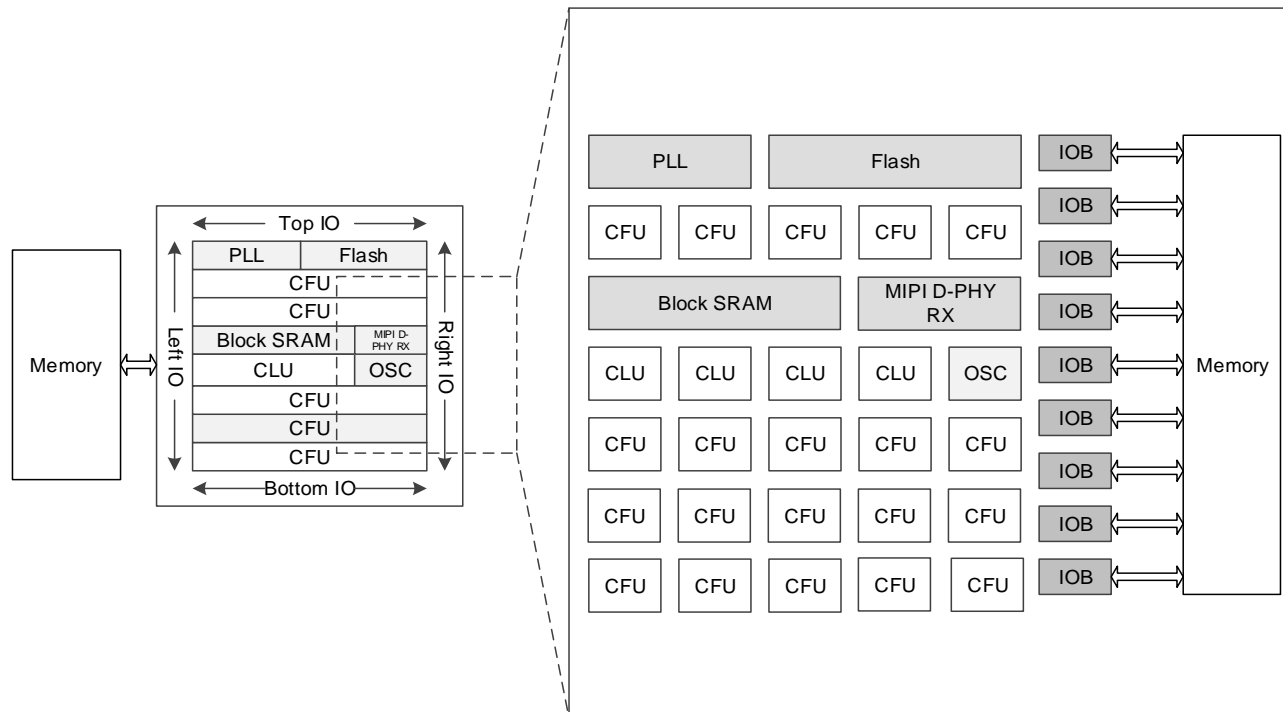 Memory
Top IO
Left IO
Right IO
PLL Flash
CFU
CFU
Block SRAM MIPI D-
PHY RX
CLU OSC
CFU
CFU
CFU
Bottom IO
PLL Flash IOB
CFU CFU CFU CFU CFU IOB
IOB
Block SRAM MIPI D-PHY
RX
IOB
CLU CLU CLU CLU OSC IOB
Memory
CFU CFU CFU CFU CFU IOB
IOB
CFU CFU CFU CFU CFU IOB
CFU CFU CFU CFU CFU IOB